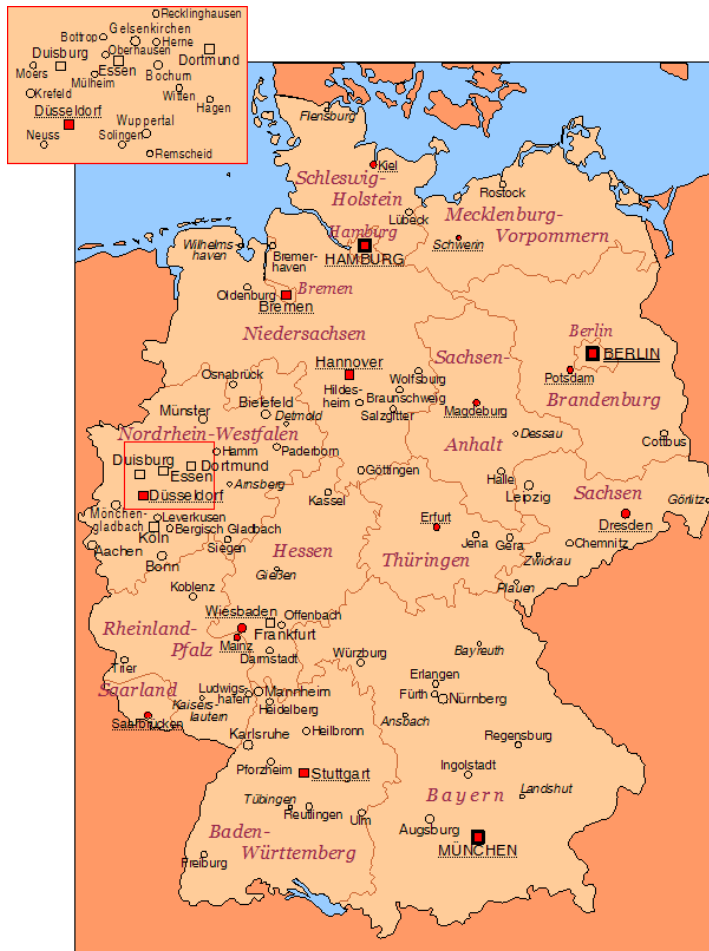 Recklinghausen
Gelsenkirchen
Bottrop
Herne
Oberhausen
Duisburg
Dortmund
Essen
Moers
Mülheim
Bochum
Krefeld
Witten
Hagen
Düsseldorf
Wuppertal
Neuss
Solingen
Remscheid
Flensburg
Kiel
Schleswig-
Holstein
Rostock
Lübeck
Mecklenburg-
Vorpommern
Hamburg
HAMBURG
Schwerin
Wilhelms-
haven
Bremer-
haven
Bremen
Oldenburg
Bremen
Niedersachsen
Berlin
BERLIN
Hannover
Sachsen-
Potsdam
Wolfsburg
Osnabrück
Hildes-
heim
Braunschweig
Salzgitter
Magdeburg
Brandenburg
Bielefeld
Münster
Detmold
Nordrhein-Westfalen
Dessau
Anhalt
Cottbus
Hamm
Paderborn
Duisburg
Dortmund
Essen
Göttingen
Halle
Arnsberg
Leipzig
Sachsen
Görlitz
Düsseldorf
Kassel
Mönchen-
gladbach
Leverkusen
Erfurt
Dresden
Köln
Bergisch Gladbach
Siegen
Jena
Gera
Chemnitz
Aachen
Hessen
Zwickau
Bonn
Thüringen
Gießen
Plauen
Koblenz
Wiesbaden
Offenbach
Rheinland-
Pfalz
Frankfurt
Mainz
Darmstadt
Würzburg
Bayreuth
Trier
Erlangen
Saarland
Ludwigs-
hafen
Mannheim
Fürth
Nürnberg
Kaisers-
lautern
Heidelberg
Ansbach
Saarbrücken
Karlsruhe
Heilbronn
Regensburg
Pforzheim
Stuttgart
Ingolstadt
Bayern
Landshut
Tübingen
Reutlingen
Ulm
Augsburg
Baden-
Württemberg
MÜNCHEN
Freiburg